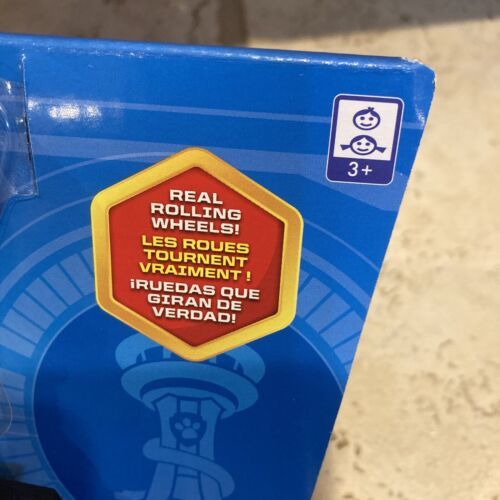 3+
REAL
ROLLING
WHEELS!
LES ROUES
TOURNENT
VRAIMENT !
¡RUEDAS QUE
GIRAN DE
VERDAD!